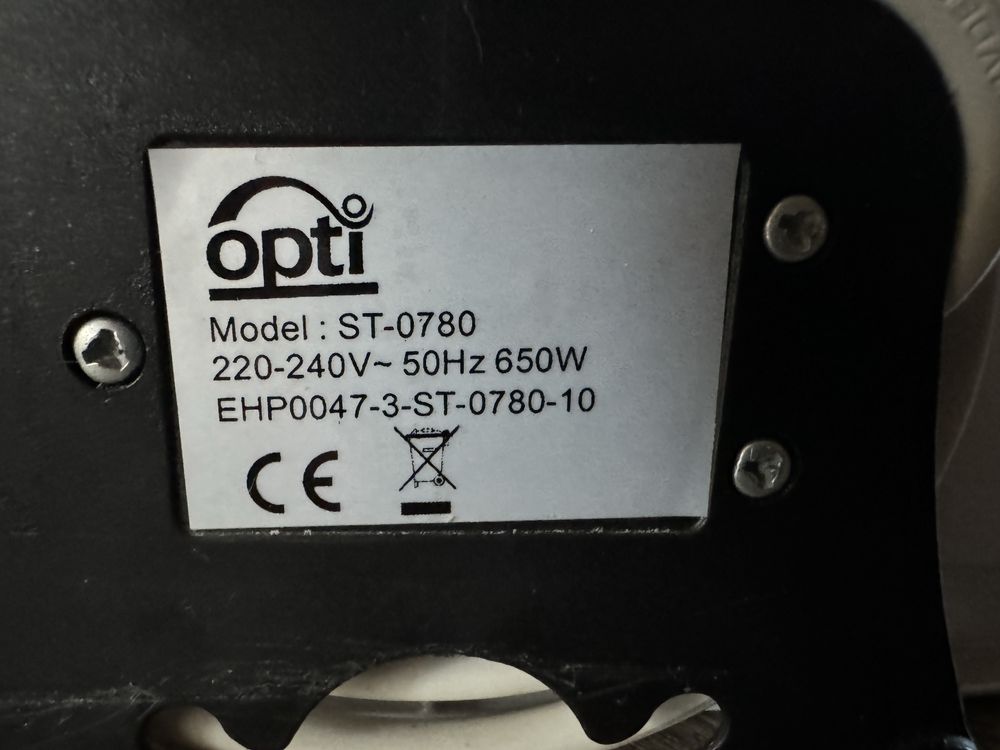 opti
Model : ST-0780
220-240V~ 50Hz 650W
EHP0047-3-ST-0780-10
CE